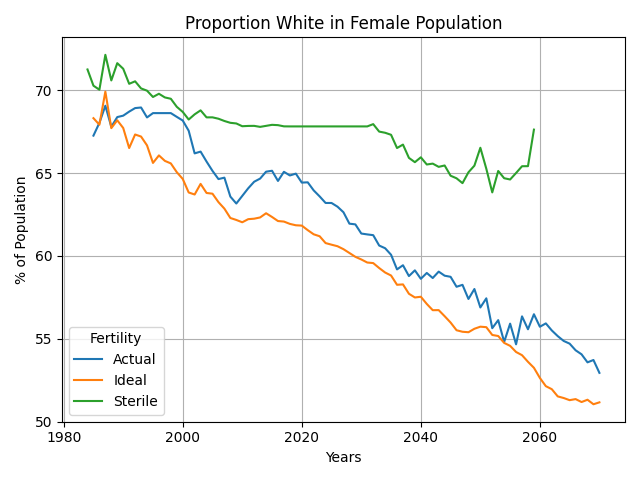 Proportion White in Female Population
% of Population
70
65
60
55
50
Fertility
Actual
Ideal
Sterile
1980
2000
2020
2040
2060
Years